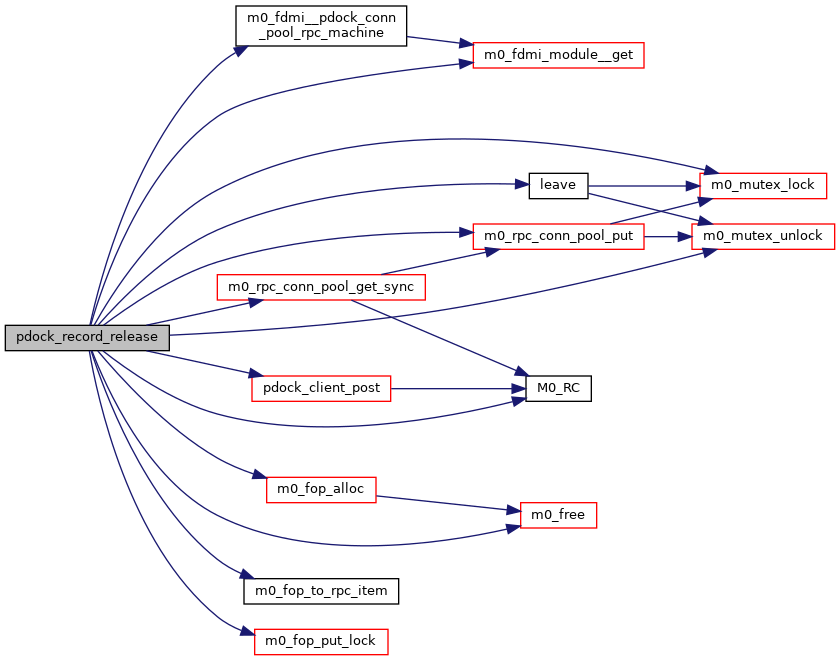 m0_fdmi__pdock_conn
_pool_rpc_machine
m0_fdmi_module__get
leave
m0_mutex_lock
m0_rpc_conn_pool_put
m0_mutex_unlock
m0_rpc_conn_pool_get_sync
pdock_record_release
pdock_client_post
M0_RC
m0_fop_alloc
m0_free
m0_fop_to_rpc_item
m0_fop_put_lock